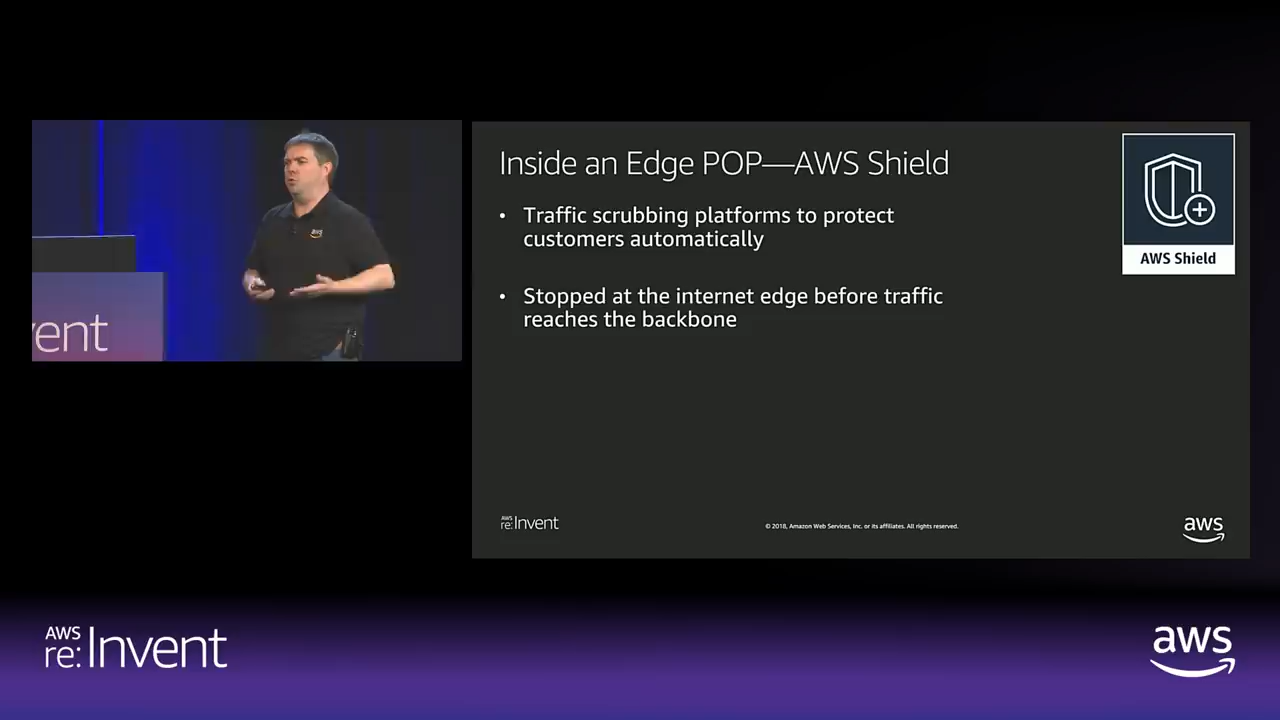 Inside an Edge POP—AWS Shield
• Traffic scrubbing platforms to protect
customers automatically
• Stopped at the internet edge before traffic
reaches the backbone
AWS Shield
AWS
re:Invent
© 2018, Amazon Web Services, Inc. or its affiliates. All rights reserved.
aws
aws
vent
AWS
re:Invent
aws